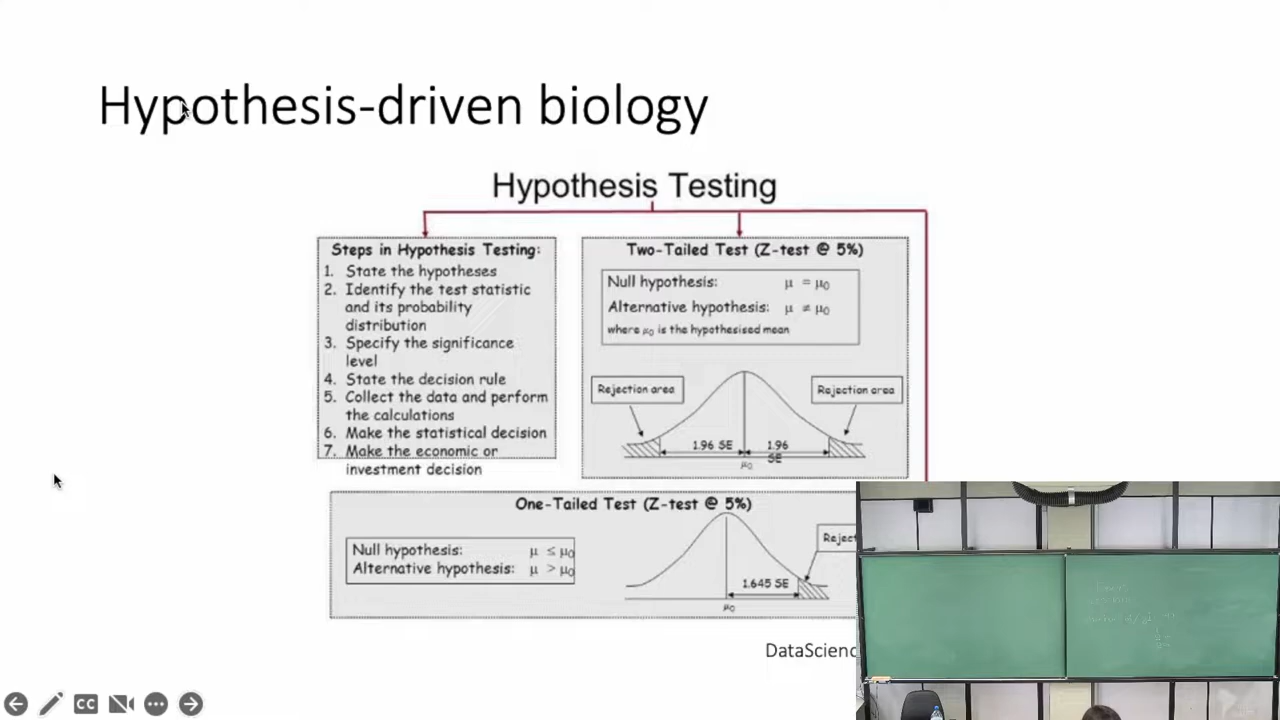 Hypothesis-driven biology
Hypothesis Testing
Steps in Hypothesis Testing:
1. State the hypotheses
2. Identify the test statistic
and its probability
distribution
3. Specify the significance
level
4. State the decision rule
5. Collect the data and perform
the calculations
6. Make the statistical decision
7. Make the economic or
investment decision
Two-Tailed Test (Z-test @ 5%)
Null hypothesis: μ = μ₀
Alternative hypothesis: μ ≠ μ₀
where μ₀ is the hypothesised mean
Rejection area
Rejection area
1.96 SE
1.96
SE
μ₀
One-Tailed Test (Z-test @ 5%)
Null hypothesis: μ ≤ μ₀
Alternative hypothesis: μ > μ₀
Reject
1.645 SE
μ₀
DataScienc
CC